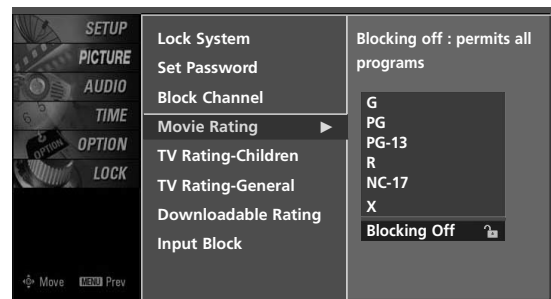 SETUP
PICTURE
AUDIO
TIME
OPTION
LOCK
Move MENU Prev
Lock System
Set Password
Block Channel
Movie Rating ►
TV Rating-Children
TV Rating-General
Downloadable Rating
Input Block
Blocking off : permits all
programs
G
PG
PG-13
R
NC-17
X
Blocking Off